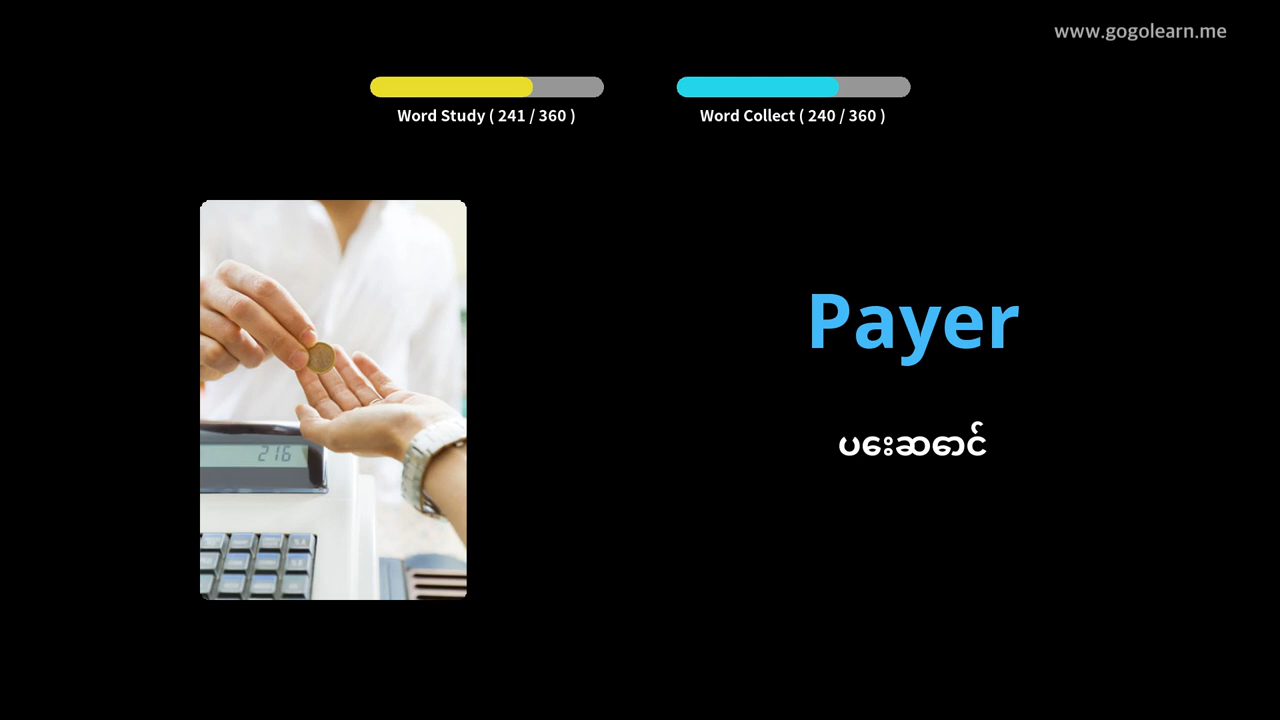 www.gogolearn.me
Word Study ( 241 / 360 )
Word Collect ( 240 / 360 )
Payer
ပေးဆောင်
216